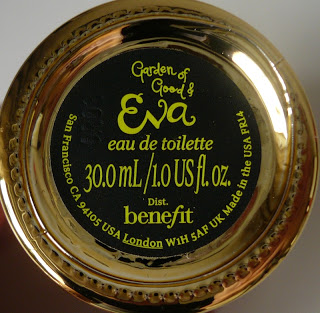 Garden of
Good &
Eva
eau de toilette
30.0 mL/1.0 US fl. oz.
Dist.
benefit
San Francisco CA 94105 USA London W1H 5AF UK Made in the USA FR14